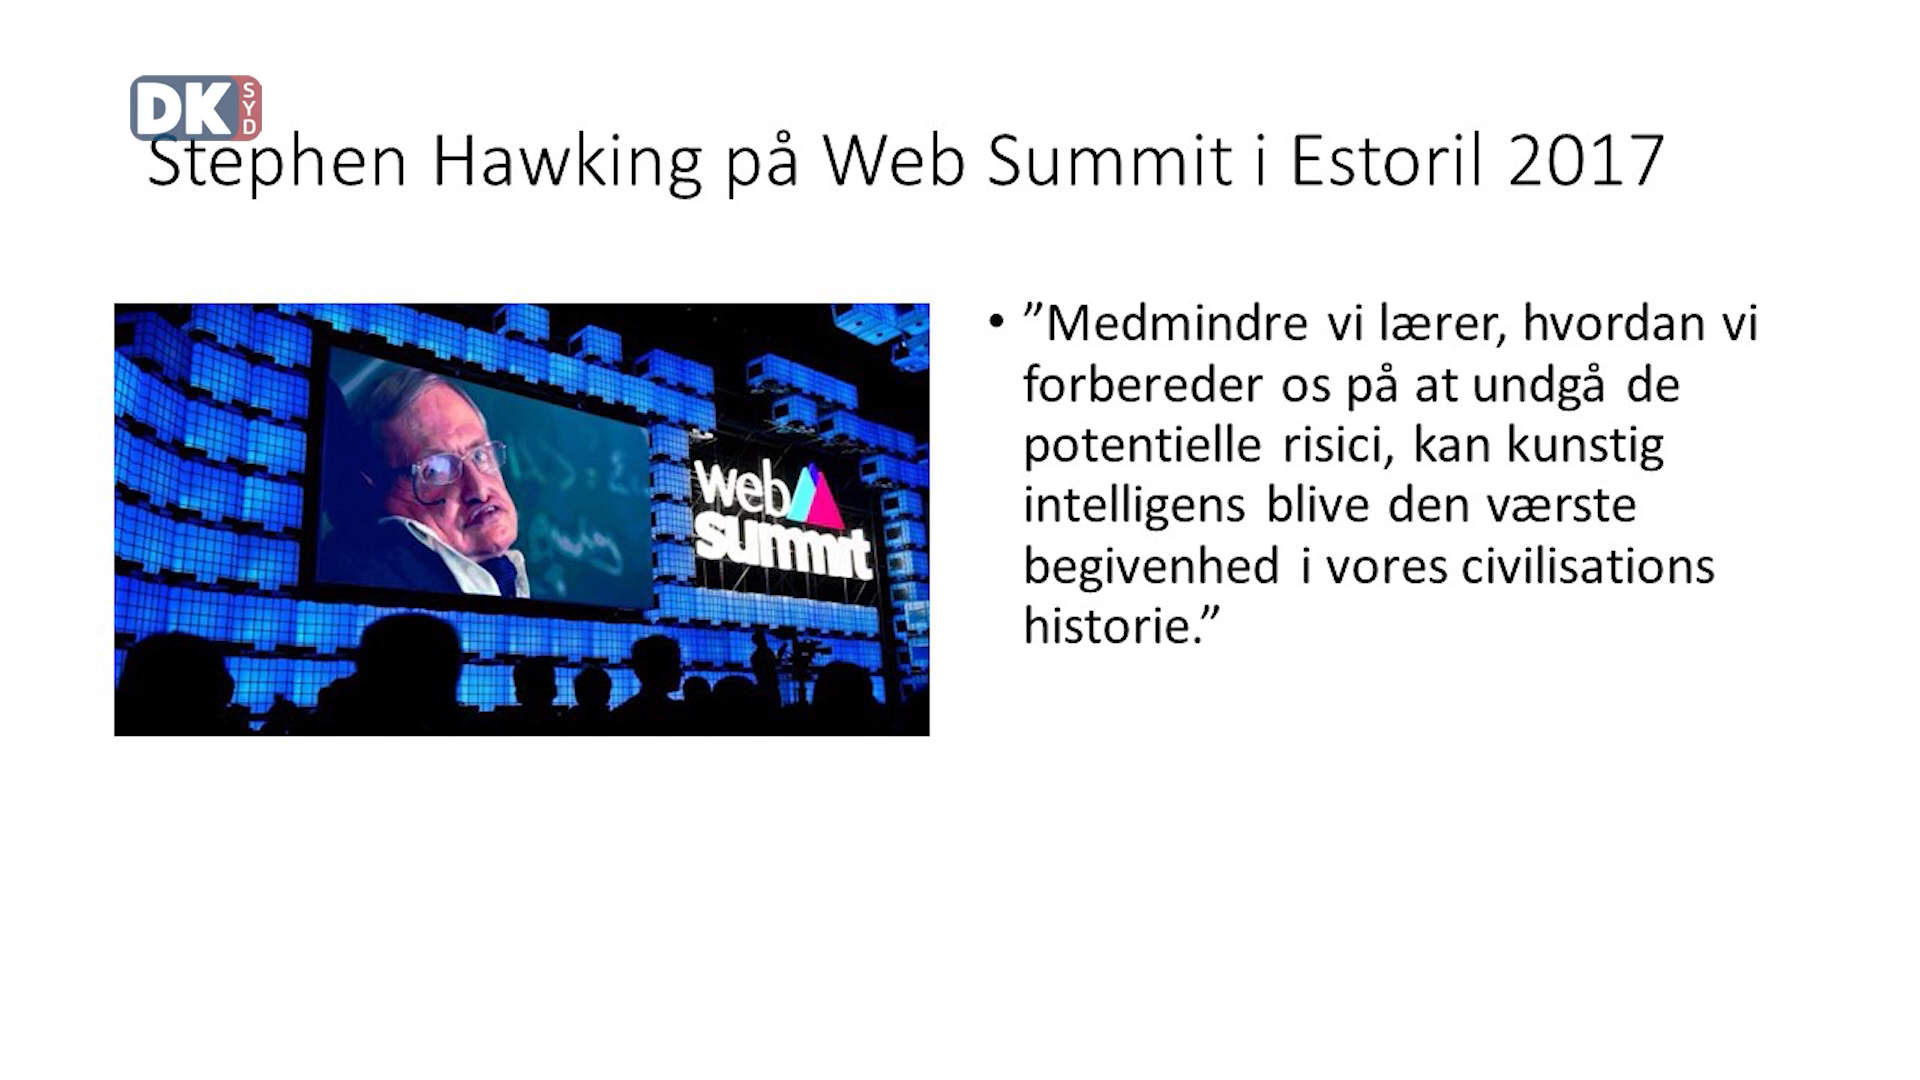 DK
SYD
Stephen Hawking på Web Summit i Estoril 2017
web
summit
• ”Medmindre vi lærer, hvordan vi
forbereder os på at undgå de
potentielle risici, kan kunstig
intelligens blive den værste
begivenhed i vores civilisations
historie.”